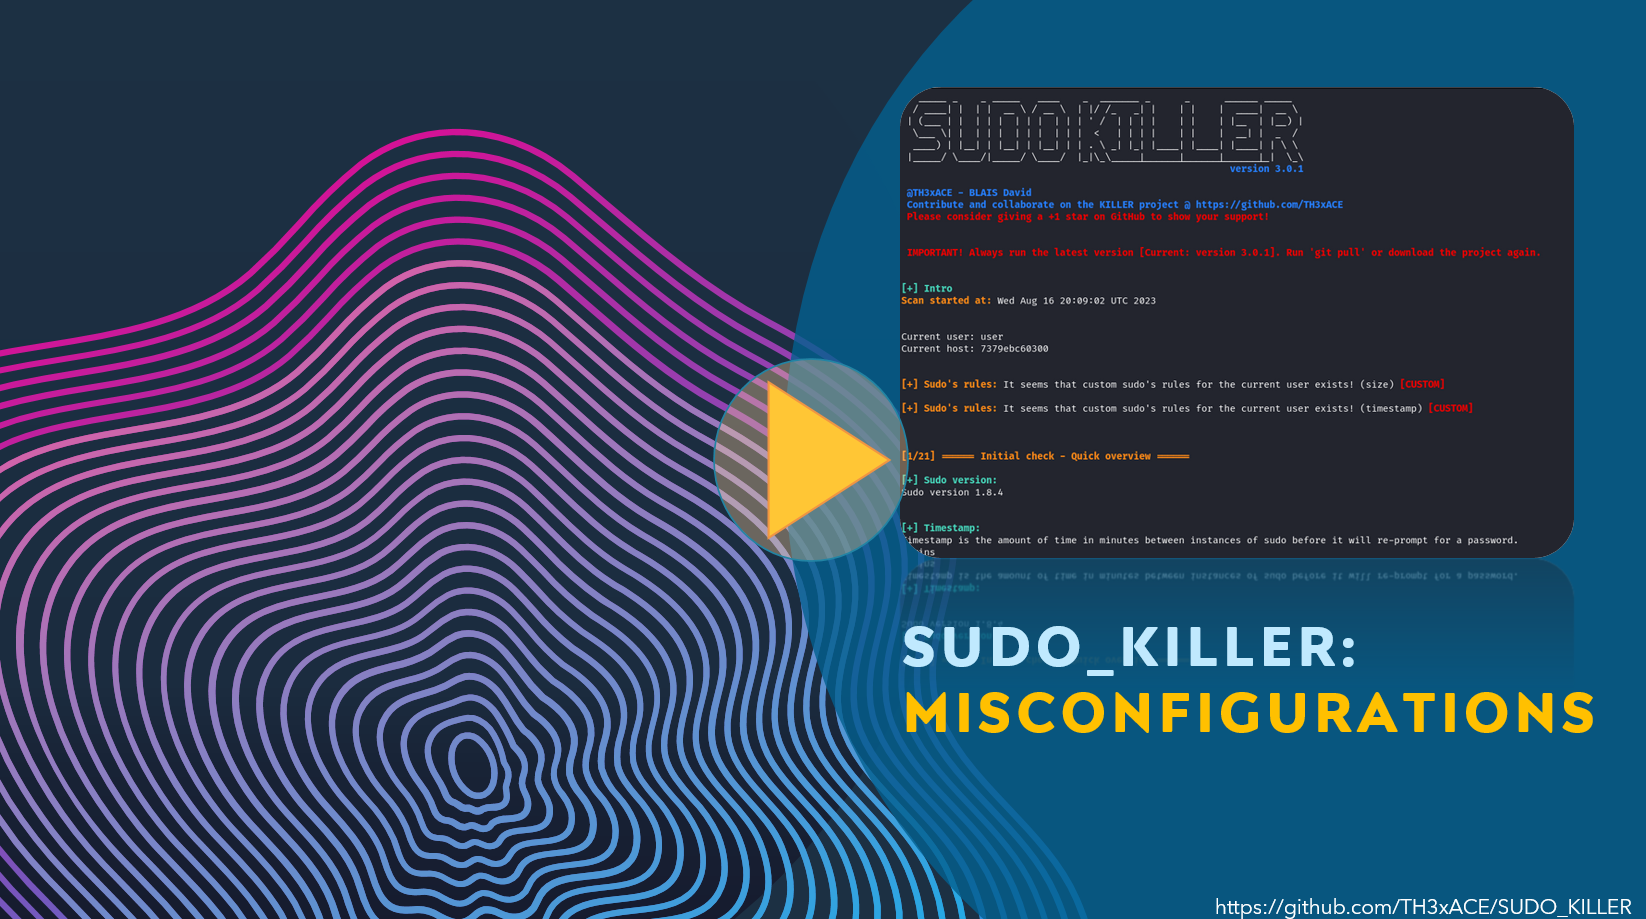 SUDOKILLER
version 3.0.1
@TH3xACE - BLAIS David
Contribute and collaborate on the KILLER project @ https://github.com/TH3xACE
Please consider giving a +1 star on GitHub to show your support!
IMPORTANT! Always run the latest version [Current: version 3.0.1]. Run 'git pull' or download the project again.
[+] Intro
Scan started at: Wed Aug 16 20:09:02 UTC 2023
Current user: user
Current host: 7379ebc60300
[+] Sudo's rules: It seems that custom sudo's rules for the current user exists! (size) [CUSTOM]
[+] Sudo's rules: It seems that custom sudo's rules for the current user exists! (timestamp) [CUSTOM]
[1/21] ====== Initial check - Quick overview ======
[+] Sudo version:
Sudo version 1.8.4
[+] Timestamp:
Timestamp is the amount of time in minutes between instances of sudo before it will re-prompt for a password.
SUDO_KILLER:
MISCONFIGURATIONS
https://github.com/TH3xACE/SUDO_KILLER